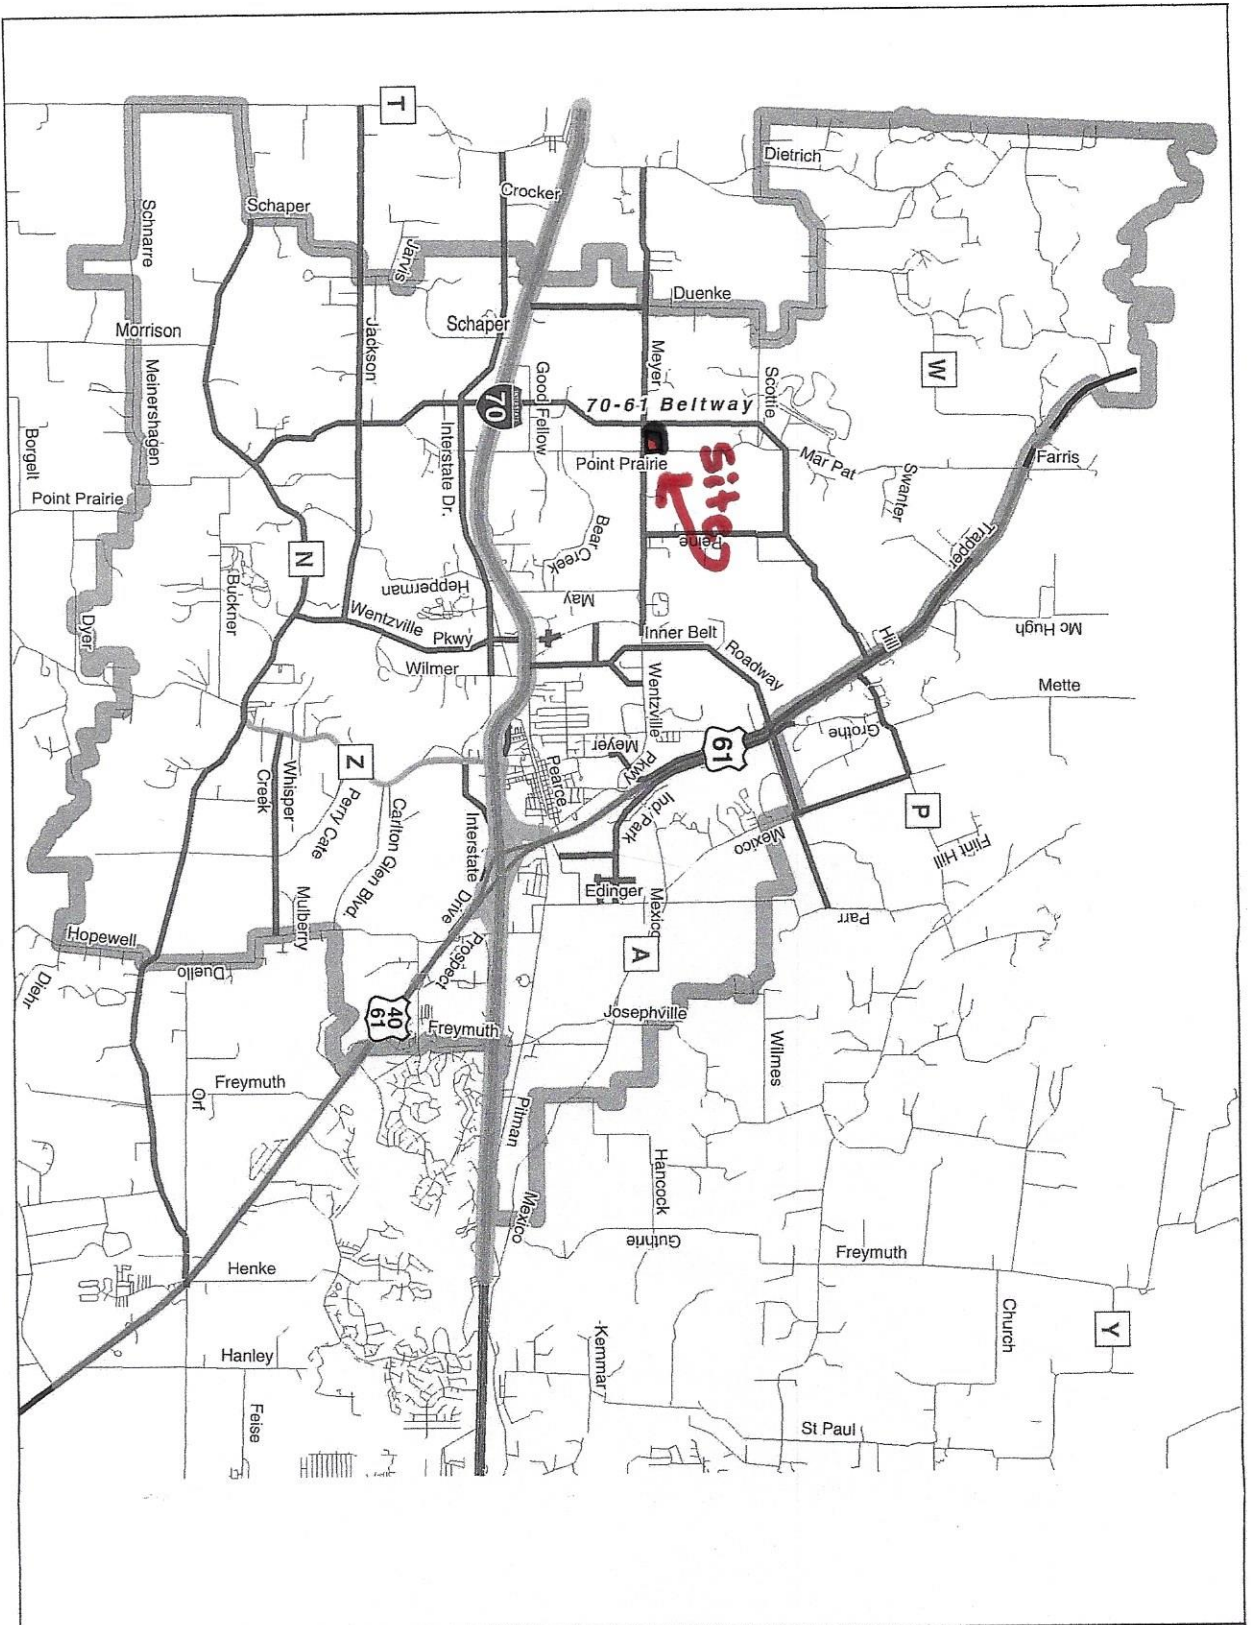 T
Dietrich
Crocker
Schnarre
Schaper
Jarvis
Duenke
Morrison
Meinershagen
Jackson
Schaper
Meyer
Scottie
W
70
Good Fellow
70-61 Beltway
Borgelt
Interstate Dr.
Point Prairie
Site
Mar Pat
Farris
Swanter
Point Prairie
Trapper
Bear Creek
Peine
N
Buckner
Hepperman
May
Mc Hugh
Dyer
Wentzville
Pkwy
Inner Belt
Hill
Wilmer
Roadway
Wentzville
Mette
Grothe
Z
Whisper-
Creek
Meyer
Pkwy
61
Pearce
Perry Cate
Carlton Glen Blvd.
Interstate
Drive
Ind. Park
Mexico
P
Flint Hill
Edinger
Mexico
Mulberry
Parr
Hopewell
Duello
Prospect
A
Diehr
40
61
Freymuth
Josephville
Wilmes
Freymuth
Orf
Pitman
Hancock
Mexico
Guthrie
Freymuth
Henke
Church
Y
Kemmar
Hanley
Feise
St Paul